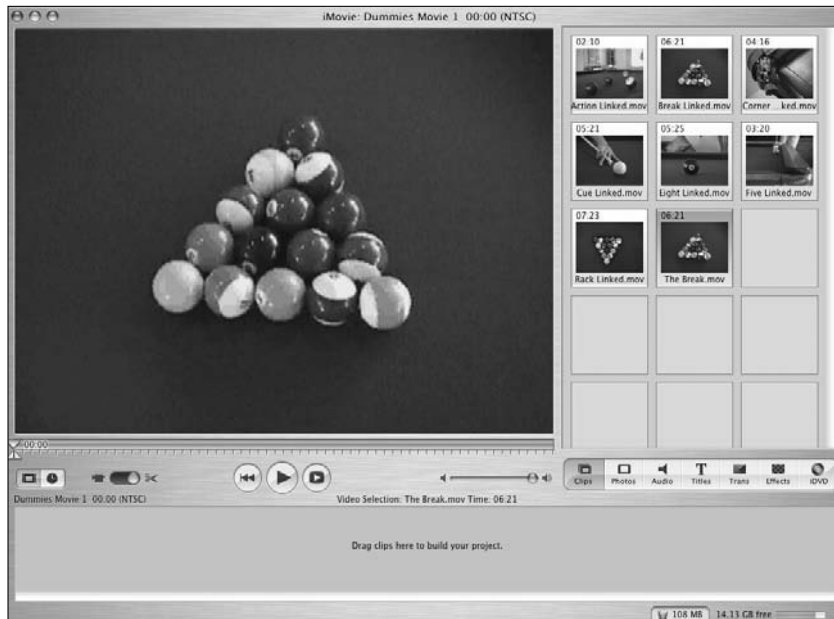 iMovie: Dummies Movie 1 00:00 (NTSC)
02:10
06:21
04:16
Action Linked.mov
Break Linked.mov
Corner ... ked.mov
05:21
05:25
03:20
Cue Linked.mov
Eight Linked.mov
Five Linked.mov
07:23
06:21
Rack Linked.mov
The Break.mov
00:00
Clips
Photos
Audio
Titles
Trans
Effects
iDVD
Dummies Movie 1 00:00 (NTSC)
Video Selection: The Break.mov Time: 06:21
Drag clips here to build your project.
108 MB
14.13 GB free